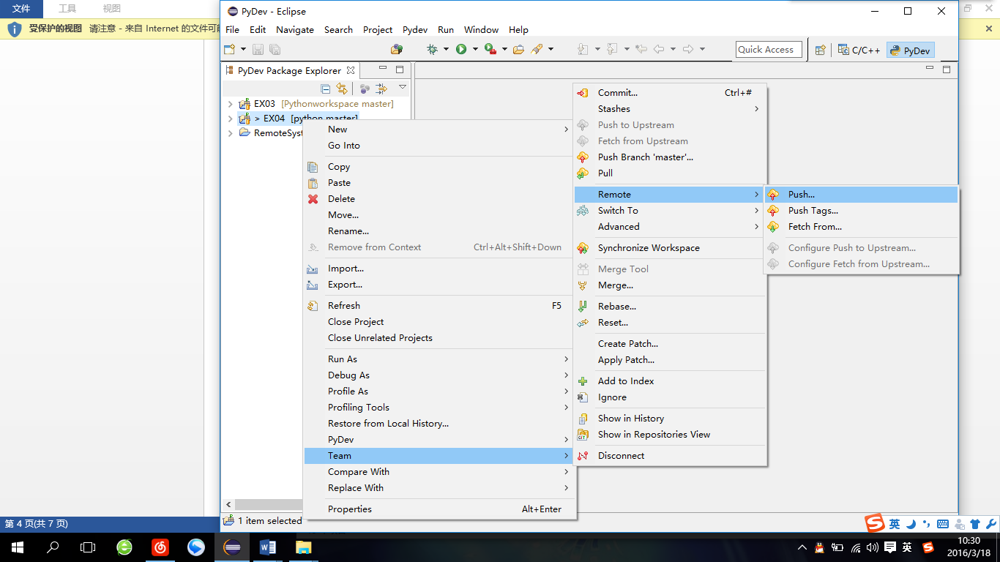 文件 工具 视图
受保护的视图 请注意 - 来自 Internet 的文件可能
PyDev - Eclipse
File Edit Navigate Search Project Pydev Run Window Help
Quick Access C/C++ PyDev
PyDev Package Explorer
EX03 [Pythonworkspace master]
> EX04 [python master]
RemoteSyst
New
Go Into
Copy
Paste
Delete
Move...
Rename...
Remove from Context Ctrl+Alt+Shift+Down
Import...
Export...
Refresh F5
Close Project
Close Unrelated Projects
Run As
Debug As
Profile As
Profiling Tools
Restore from Local History...
PyDev
Team
Compare With
Replace With
Properties Alt+Enter
Commit... Ctrl+#
Stashes
Push to Upstream
Fetch from Upstream
Push Branch 'master'...
Pull
Remote
Switch To
Advanced
Synchronize Workspace
Merge Tool
Merge...
Rebase...
Reset...
Create Patch...
Apply Patch...
Add to Index
Ignore
Show in History
Show in Repositories View
Disconnect
Push...
Push Tags...
Fetch From...
Configure Push to Upstream...
Configure Fetch from Upstream...
第 4 页(共 7 页)
1 item selected
英
英
10:30
2016/3/18